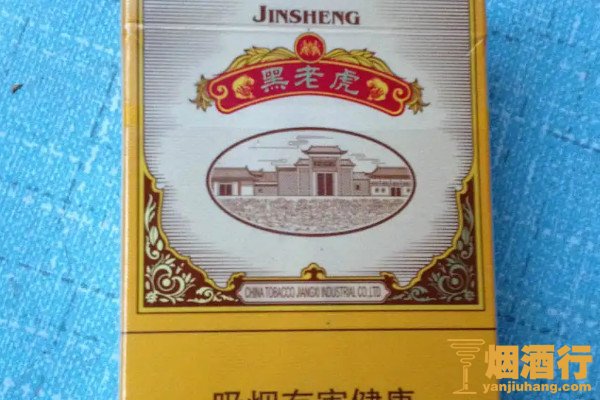 JINSHENG
黑老虎
CHINA TOBACCO JIANGXI INDUSTRIAL CO.,LTD
吸烟有害健康
烟酒行
yanjiuhang.com